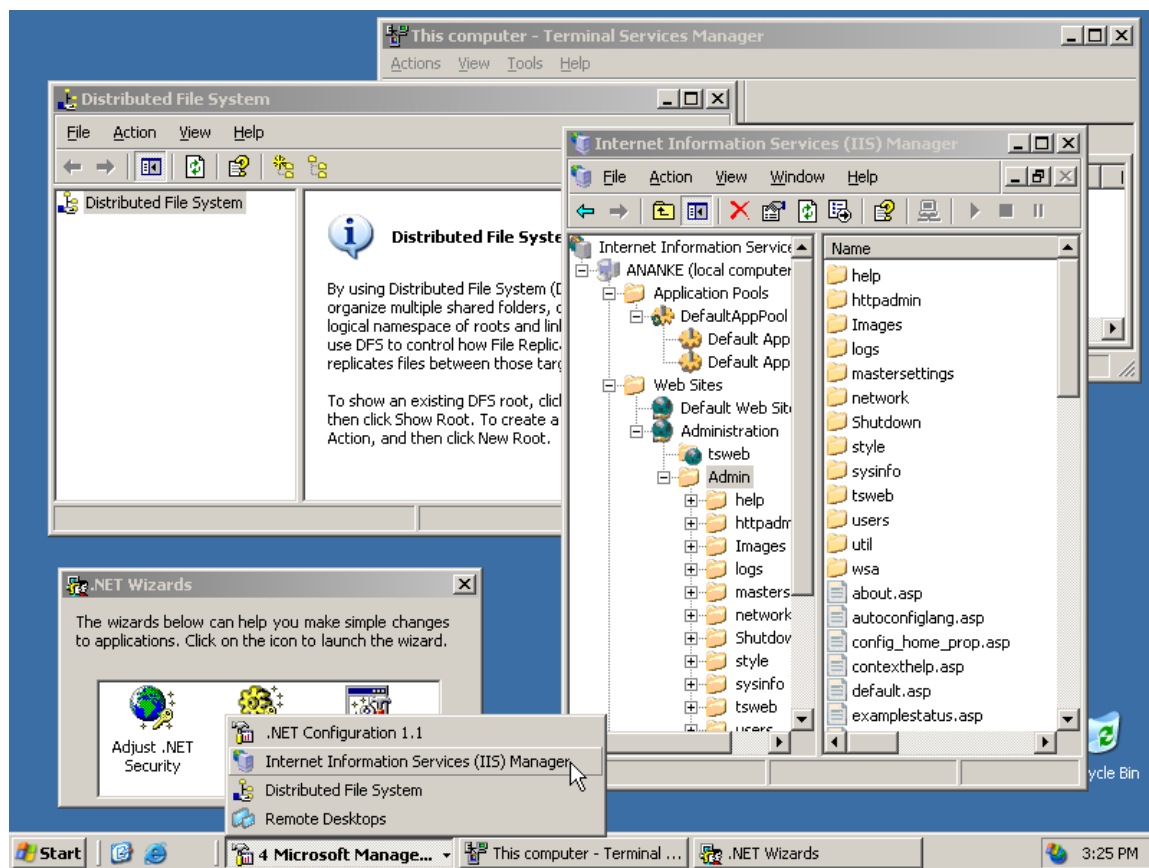 This computer - Terminal Services Manager
Actions View Tools Help
Distributed File System
File Action View Help
Distributed File System
Distributed File Syste
By using Distributed File System (D
organize multiple shared folders,
logical namespace of roots and lin
use DFS to control how File Replic
replicates files between those targ
To show an existing DFS root, clic
then click Show Root. To create a
Action, and then click New Root.
Internet Information Services (IIS) Manager
File Action View Window Help
Internet Information Service
ANANKE (local computer
Application Pools
DefaultAppPool
Default App
Default App
Web Sites
Default Web Sit
Administration
tsweb
Admin
help
httpadm
Images
logs
masters
network
Shutdow
style
sysinfo
tsweb
users
Name
help
httpadmin
Images
logs
mastersettings
network
Shutdown
style
sysinfo
tsweb
users
util
wsa
about.asp
autoconfiglang.asp
config_home_prop.asp
contexthelp.asp
default.asp
examplestatus.asp
.NET Wizards
The wizards below can help you make simple changes
to applications. Click on the icon to launch the wizard.
Adjust .NET
Security
.NET Configuration 1.1
Internet Information Services (IIS) Manager
Distributed File System
Remote Desktops
ycle Bin
Start
4 Microsoft Manage...
This computer - Terminal ...
.NET Wizards
3:25 PM